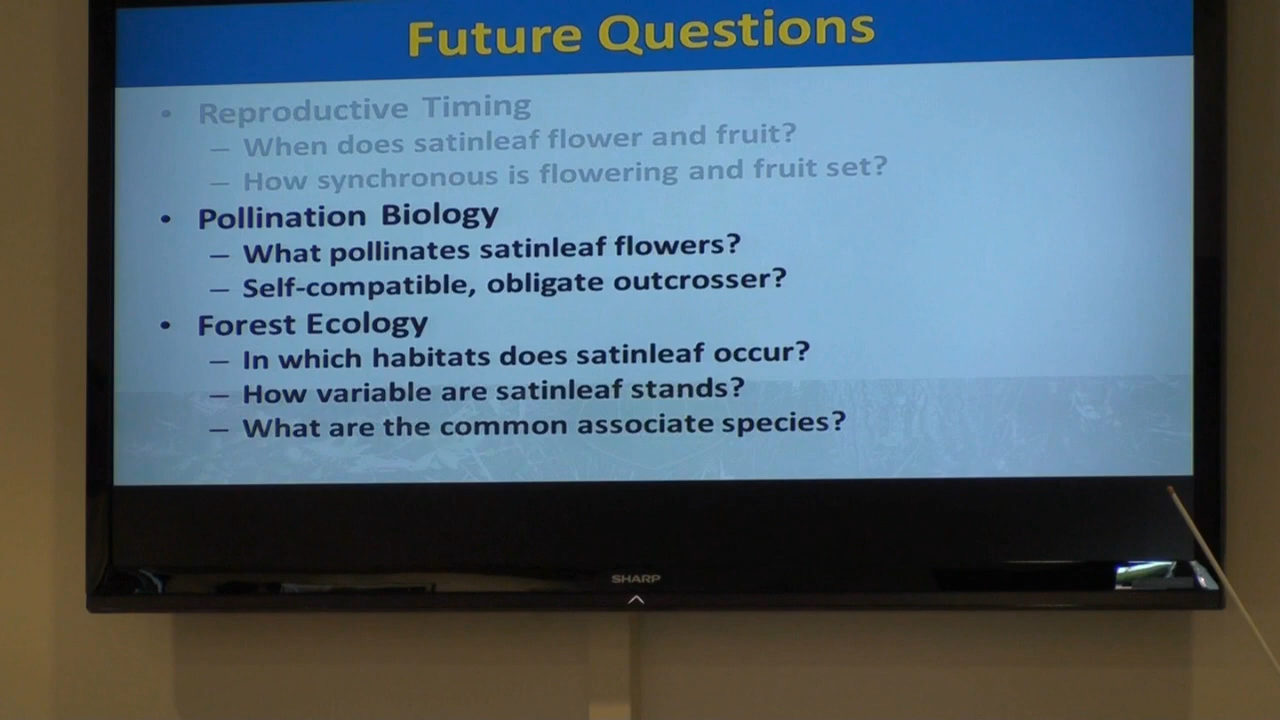 Future Questions
• Reproductive Timing
– When does satinleaf flower and fruit?
– How synchronous is flowering and fruit set?
• Pollination Biology
– What pollinates satinleaf flowers?
– Self-compatible, obligate outcrosser?
• Forest Ecology
– In which habitats does satinleaf occur?
– How variable are satinleaf stands?
– What are the common associate species?
SHARP